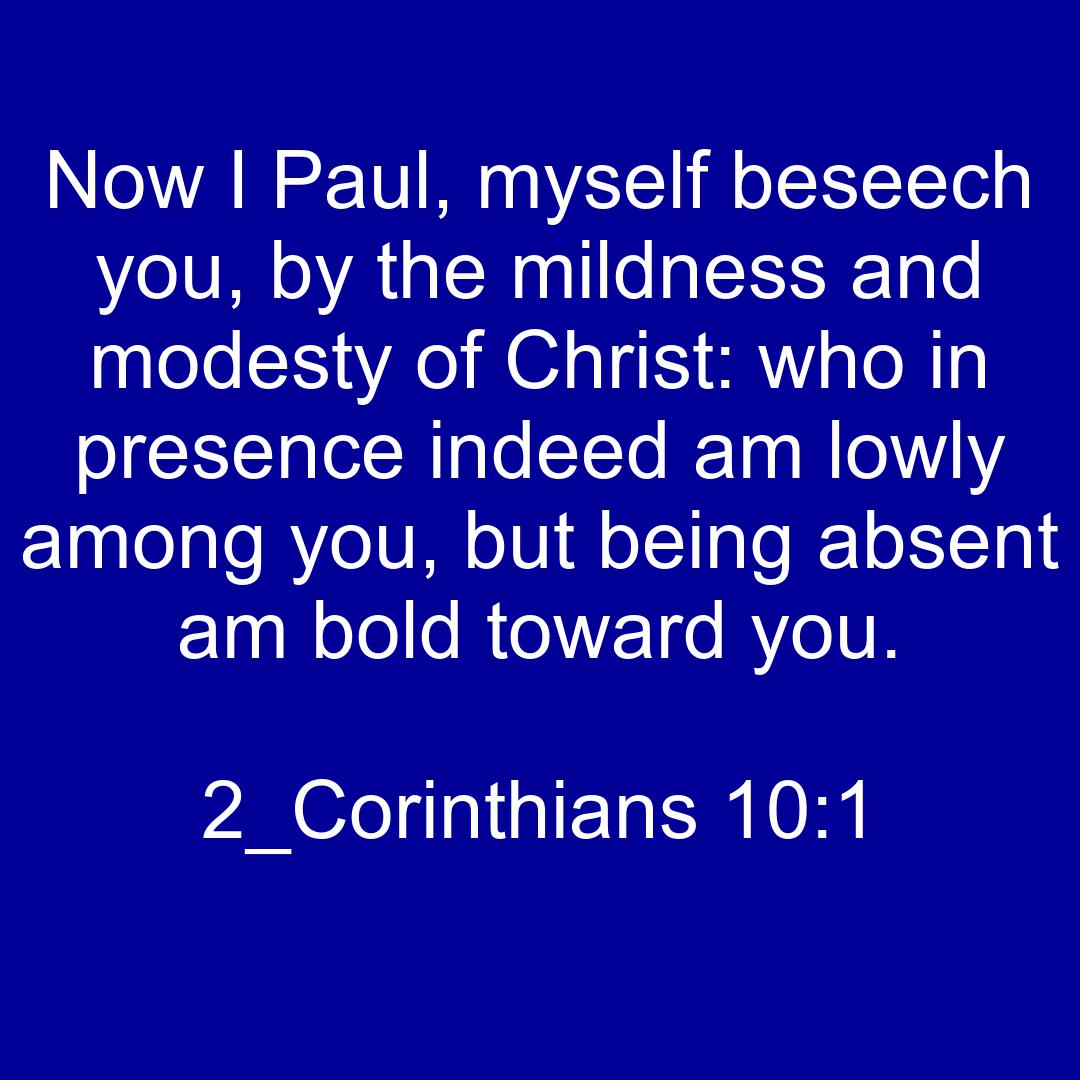 Now I Paul, myself beseech
you, by the mildness and
modesty of Christ: who in
presence indeed am lowly
among you, but being absent
am bold toward you.
2_Corinthians 10:1